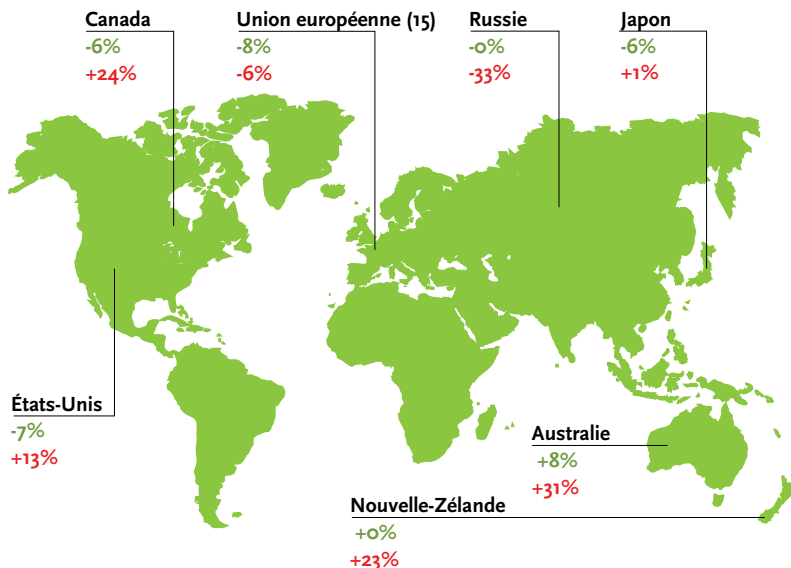 Canada
-6%
+24%
Union européenne (15)
-8%
-6%
Russie
-0%
-33%
Japon
-6%
+1%
États-Unis
-7%
+13%
Australie
+8%
+31%
Nouvelle-Zélande
+0%
+23%